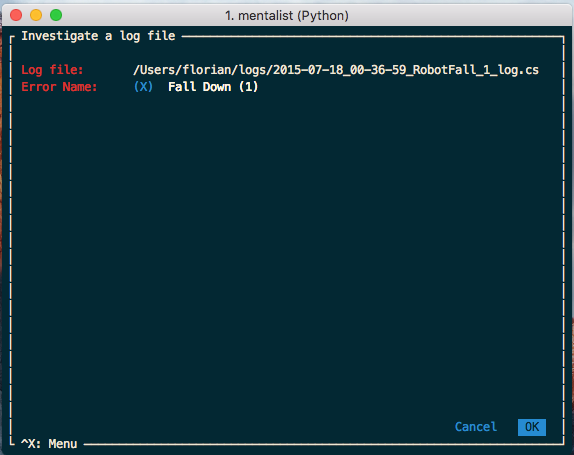 1. mentalist (Python)
Investigate a log file
Log file: /Users/florian/logs/2015-07-18_00-36-59_RobotFall_1_log.cs
Error Name: (X) Fall Down (1)
Cancel OK
^X: Menu